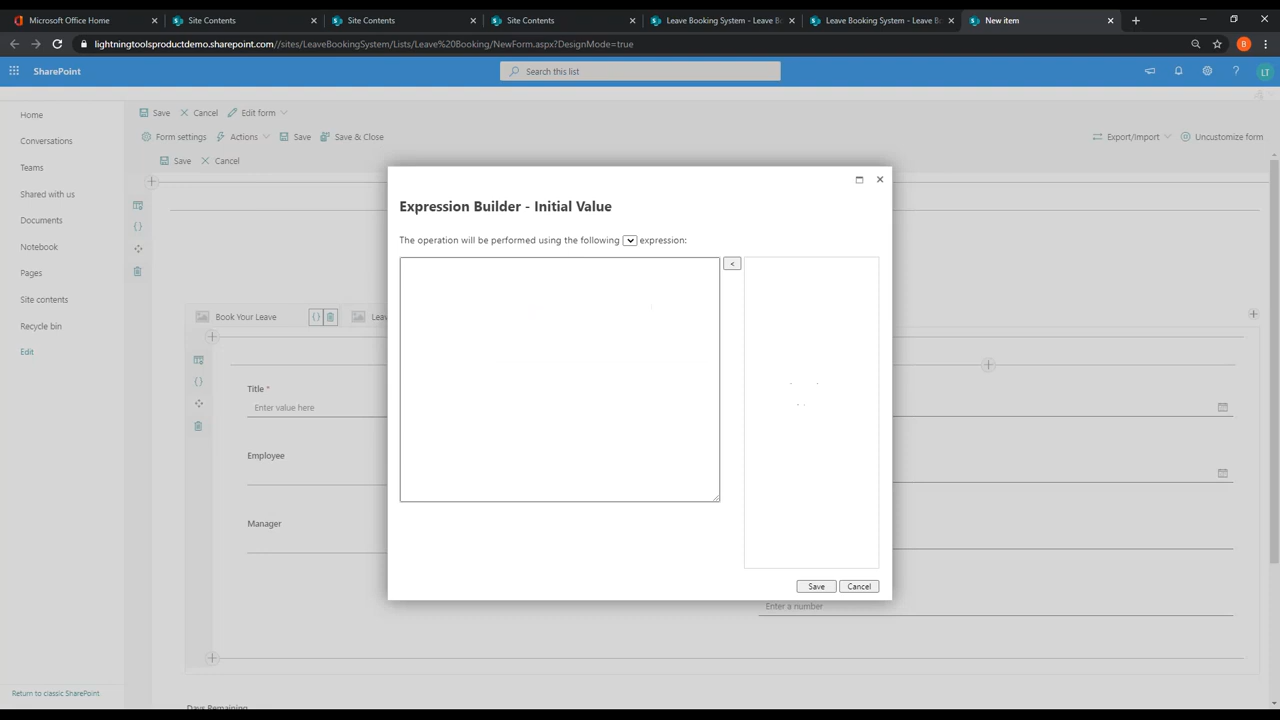 Microsoft Office Home
Site Contents
Site Contents
Site Contents
Leave Booking System - Leave B
Leave Booking System - Leave B
New item
lightningtoolsproductdemo.sharepoint.com//sites/LeaveBookingSystem/Lists/Leave%20Booking/NewForm.aspx?DesignMode=true
B
SharePoint
Search this list
LT
Home
Conversations
Teams
Shared with us
Documents
Notebook
Pages
Site contents
Recycle bin
Edit
Return to classic SharePoint
Save
Cancel
Edit form
Form settings
Actions
Save
Save & Close
Export/Import
Uncustomize form
Save
Cancel
Book Your Leave
Leav
Title *
Enter value here
Employee
Manager
Enter a number
Days Remaining
Expression Builder - Initial Value
The operation will be performed using the following expression:
<
Save
Cancel